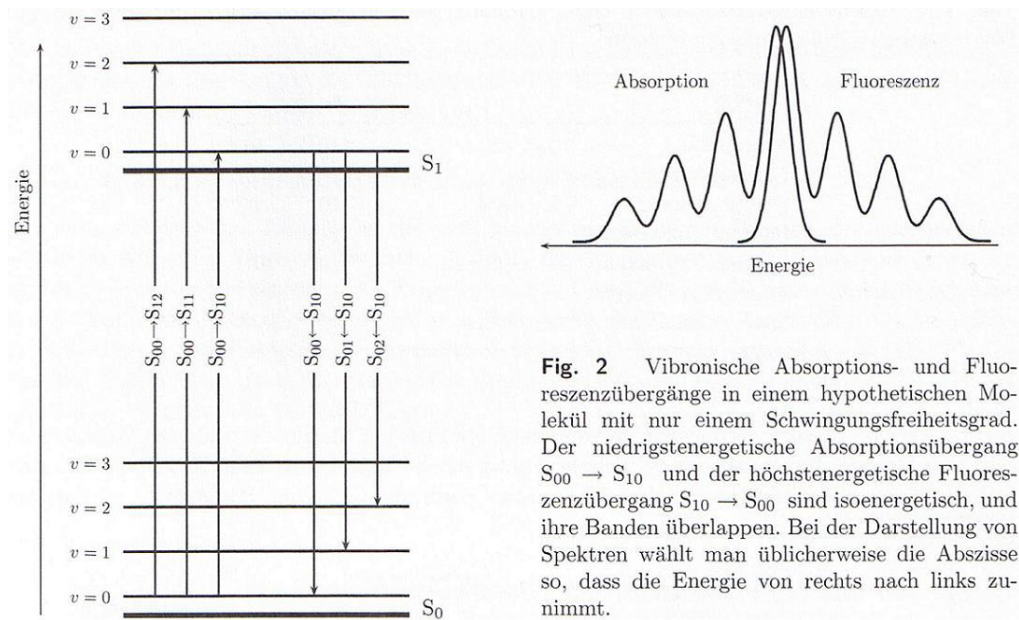 v = 3
v = 2
v = 1
v = 0
S₁
Energie
S₀₀→S₁₂
S₀₀→S₁₁
S₀₀→S₁₀
S₀₀←S₁₀
S₀₁←S₁₀
S₀₂←S₁₀
v = 3
v = 2
v = 1
v = 0
S₀
Absorption
Fluoreszenz
Energie
Fig. 2 Vibronische Absorptions- und Fluo-
reszenzübergänge in einem hypothetischen Mo-
lekül mit nur einem Schwingungsfreiheitsgrad.
Der niedrigstenergetische Absorptionsübergang
S₀₀ → S₁₀ und der höchstenergetische Fluores-
zenzübergang S₁₀ → S₀₀ sind isoenergetisch, und
ihre Banden überlappen. Bei der Darstellung von
Spektren wählt man üblicherweise die Abszisse
so, dass die Energie von rechts nach links zu-
nimmt.